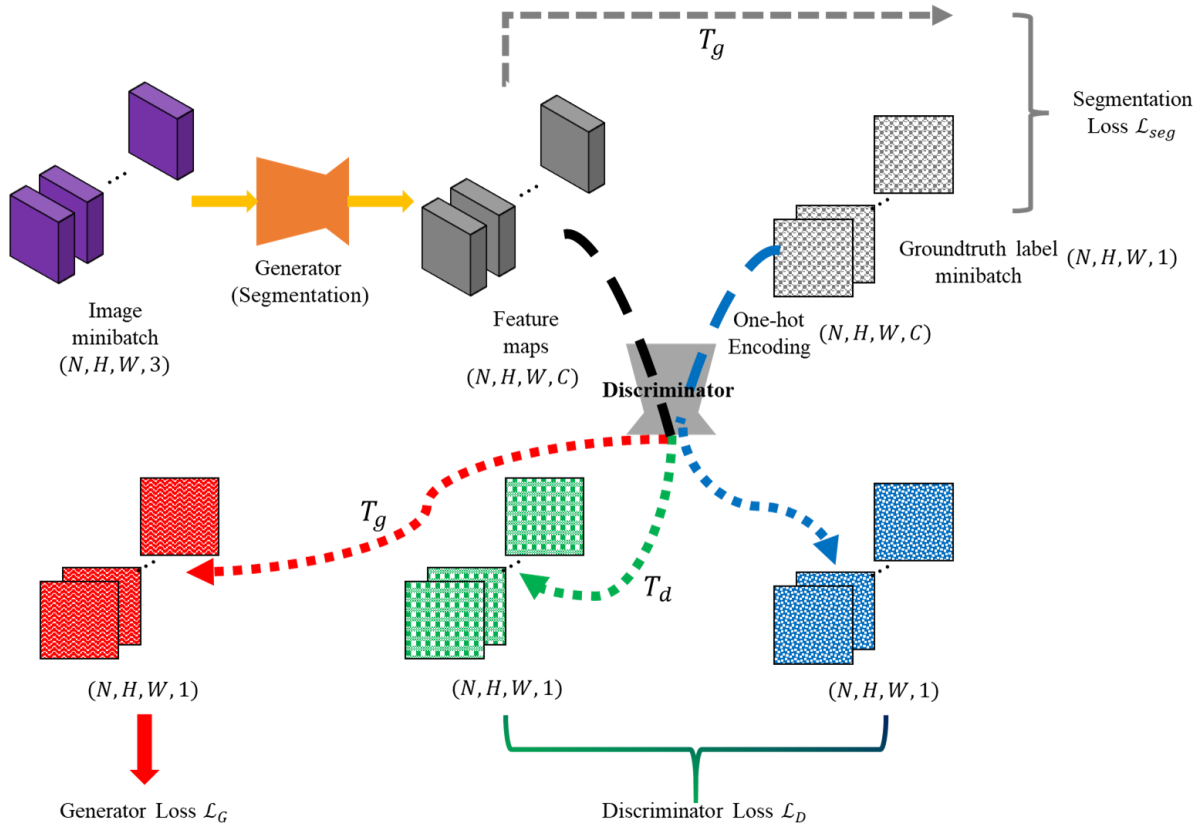 T_g
Segmentation
Loss ℒ_seg
Groundtruth label
minibatch
(N, H, W, 1)
Generator
(Segmentation)
Image
minibatch
(N, H, W, 3)
Feature
maps
(N, H, W, C)
One-hot
Encoding
(N, H, W, C)
Discriminator
T_g
T_d
(N, H, W, 1)
(N, H, W, 1)
(N, H, W, 1)
Generator Loss ℒ_G
Discriminator Loss ℒ_D